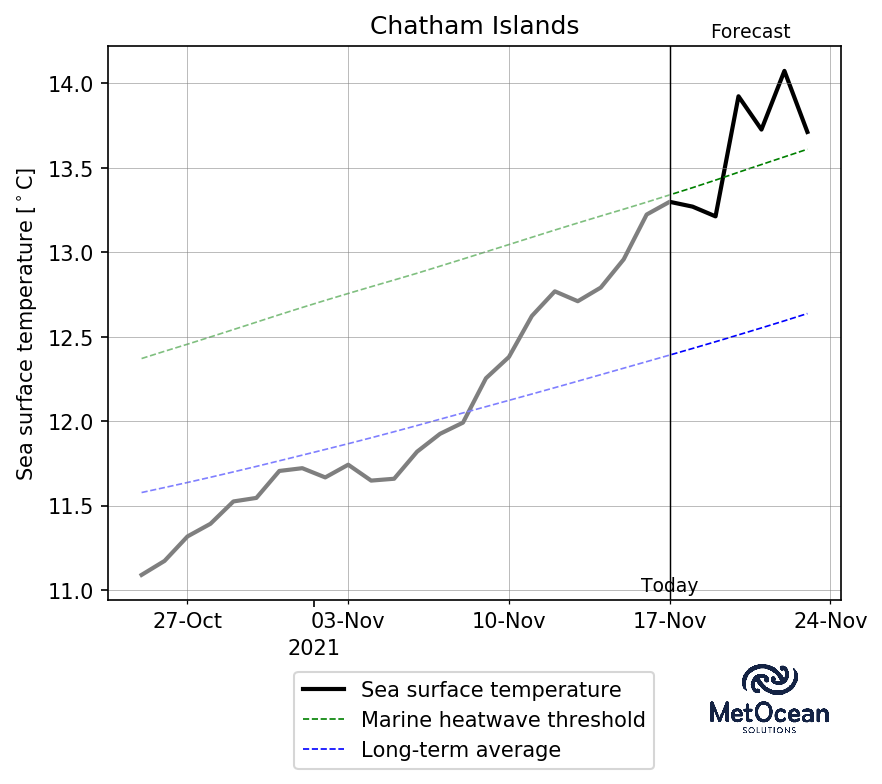 Chatham Islands
Forecast
Sea surface temperature [°C]
14.0
13.5
13.0
12.5
12.0
11.5
11.0
Today
27-Oct 03-Nov 10-Nov 17-Nov 24-Nov
2021
Sea surface temperature
Marine heatwave threshold
Long-term average
MetOcean
SOLUTIONS